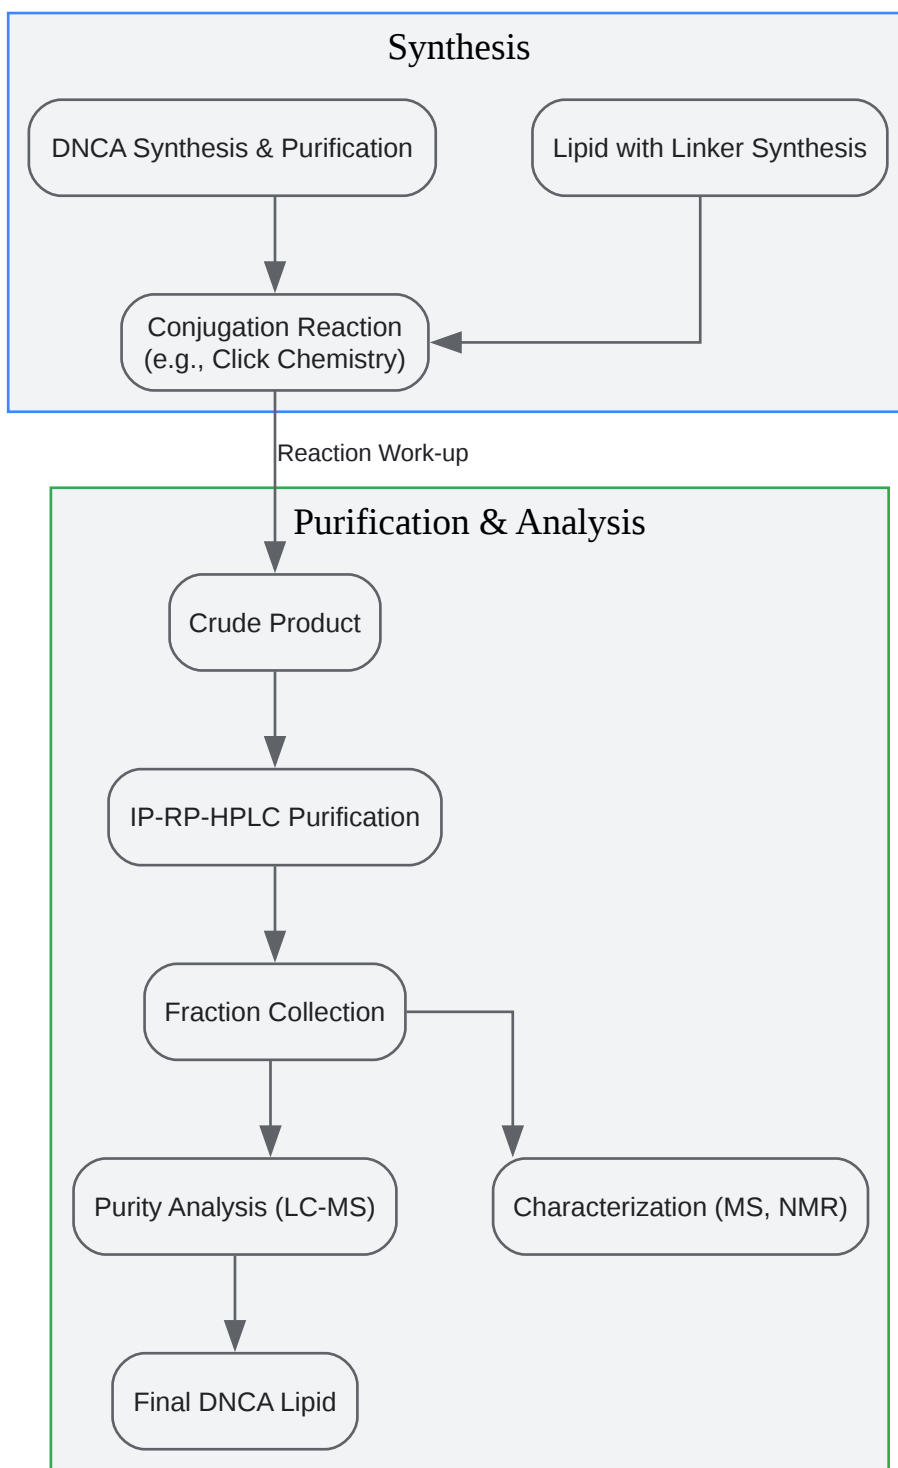 Synthesis
DNCA Synthesis & Purification
Lipid with Linker Synthesis
Conjugation Reaction
(e.g., Click Chemistry)
Reaction Work-up
Purification & Analysis
Crude Product
IP-RP-HPLC Purification
Fraction Collection
Purity Analysis (LC-MS)
Characterization (MS, NMR)
Final DNCA Lipid